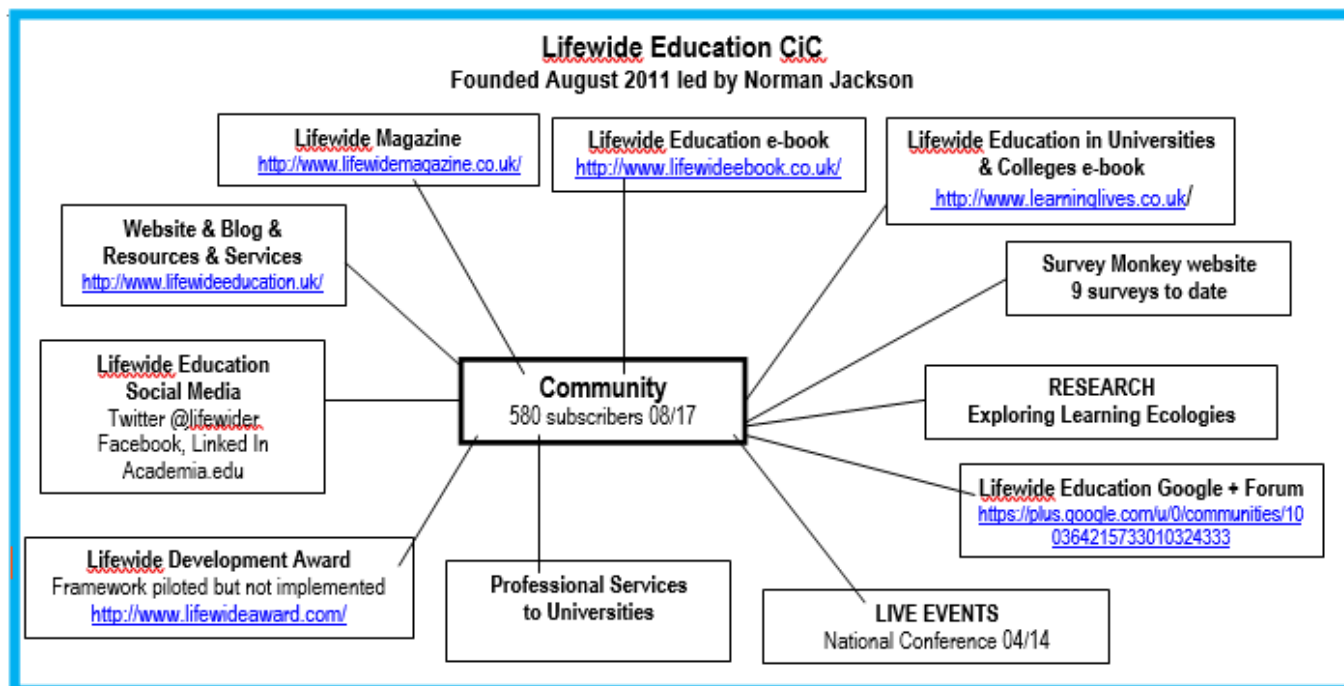 Lifewide Education CiC
Founded August 2011 led by Norman Jackson
Lifewide Magazine
http://www.lifewidemagazine.co.uk/
Lifewide Education e-book
http://www.lifewideebook.co.uk/
Lifewide Education in Universities
& Colleges e-book
http://www.learninglives.co.uk/
Website & Blog &
Resources & Services
http://www.lifewideeducation.uk/
Survey Monkey website
9 surveys to date
Lifewide Education
Social Media
Twitter @lifewider
Facebook, Linked In
Academia.edu
Community
580 subscribers 08/17
RESEARCH
Exploring Learning Ecologies
Lifewide Education Google + Forum
https://plus.google.com/u/0/communities/10
0364215733010324333
Lifewide Development Award
Framework piloted but not implemented
http://www.lifewideaward.com/
Professional Services
to Universities
LIVE EVENTS
National Conference 04/14